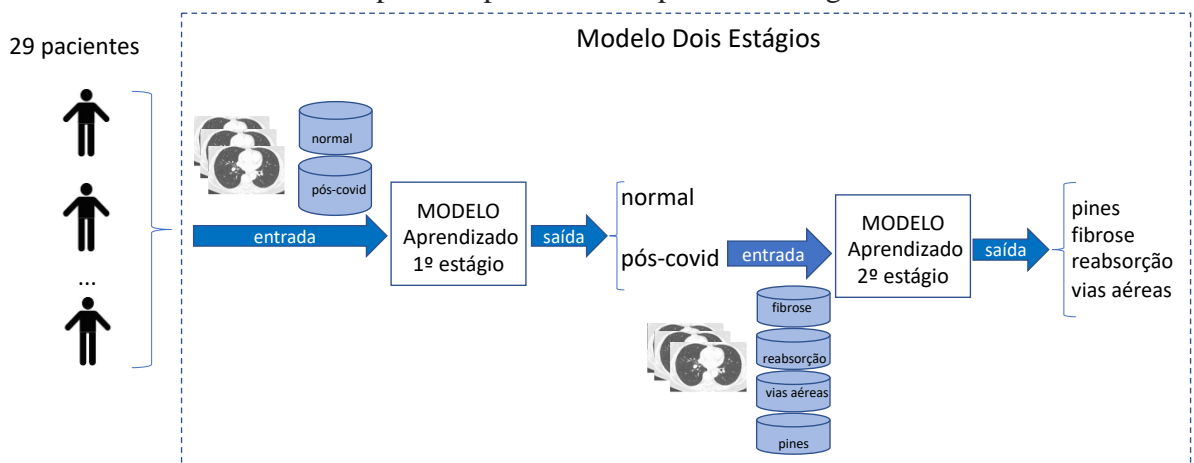 29 pacientes
...
Modelo Dois Estágios
normal
pós-covid
entrada
MODELO
Aprendizado
1º estágio
saída
normal
pós-covid
entrada
fibrose
reabsorção
vias aéreas
pines
MODELO
Aprendizado
2º estágio
saída
pines
fibrose
reabsorção
vias aéreas